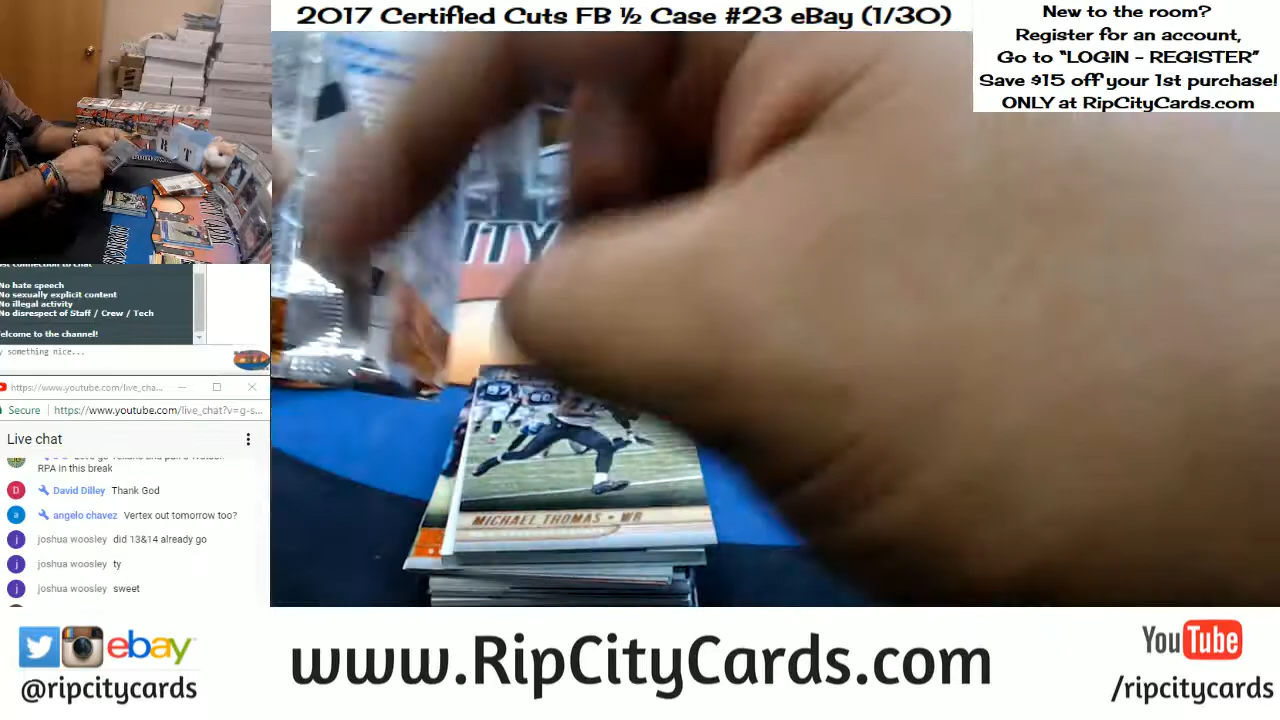 2017 Certified Cuts FB ½ Case #23 eBay (1/30)
New to the room?
Register for an account,
Go to “LOGIN – REGISTER”
Save $15 off your 1st purchase!
ONLY at RipCityCards.com
ITY
MICHAEL THOMAS • WR
connection to chat
No hate speech
No sexually explicit content
No illegal activity
No disrespect of Staff / Crew / Tech
elcome to the channel!
y something nice...
https://www.youtube.com/live_cha...
Secure https://www.youtube.com/live_chat?v=g-s...
Live chat
RPA in this break
David Dilley Thank God
angelo chavez Vertex out tomorrow too?
joshua woosley did 13&14 already go
joshua woosley ty
joshua woosley sweet
ebay
@ripcitycards
www.RipCityCards.com
YouTube
/ripcitycards